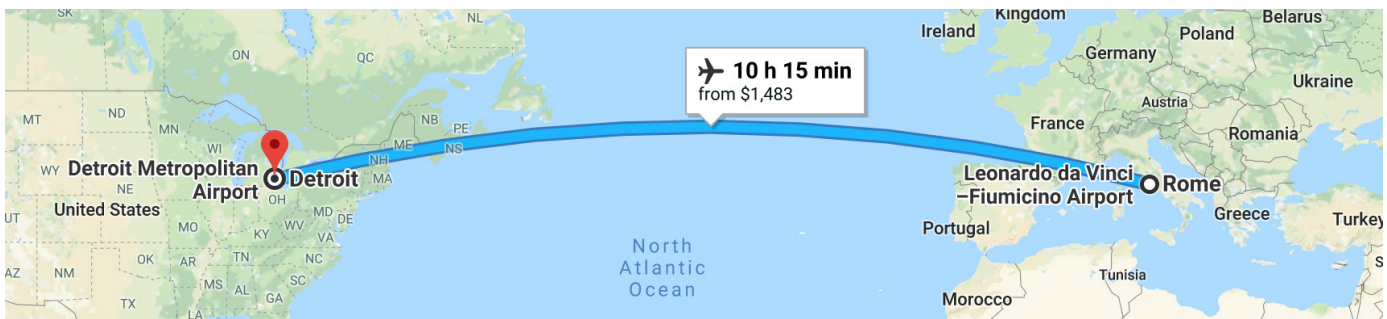 SK
NL
Kingdom
Belarus
Ireland
Poland
ON
QC
Germany
10 h 15 min
from $1,483
Ukraine
MT
ND
MN
NB
PE
Austria
WI
ME
NS
France
Romania
Detroit Metropolitan
Airport
Detroit
NH
MA
WY
NE
OH
United States
Leonardo da Vinci
–Fiumicino Airport
Rome
UT
MO
KY
WV
MD
DE
VA
Portugal
Greece
Turkey
North
Atlantic
Ocean
AZ
NM
OK
AR
TN
NC
Tunisia
TX
MS
AL
GA
SC
LA
Morocco